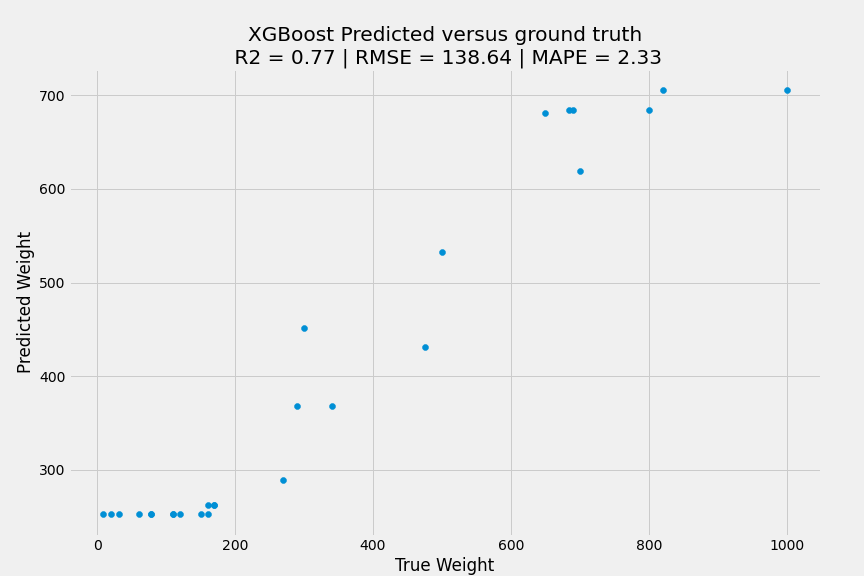 XGBoost Predicted versus ground truth
R2 = 0.77 | RMSE = 138.64 | MAPE = 2.33
700
600
500
400
300
Predicted Weight
0 200 400 600 800 1000
True Weight